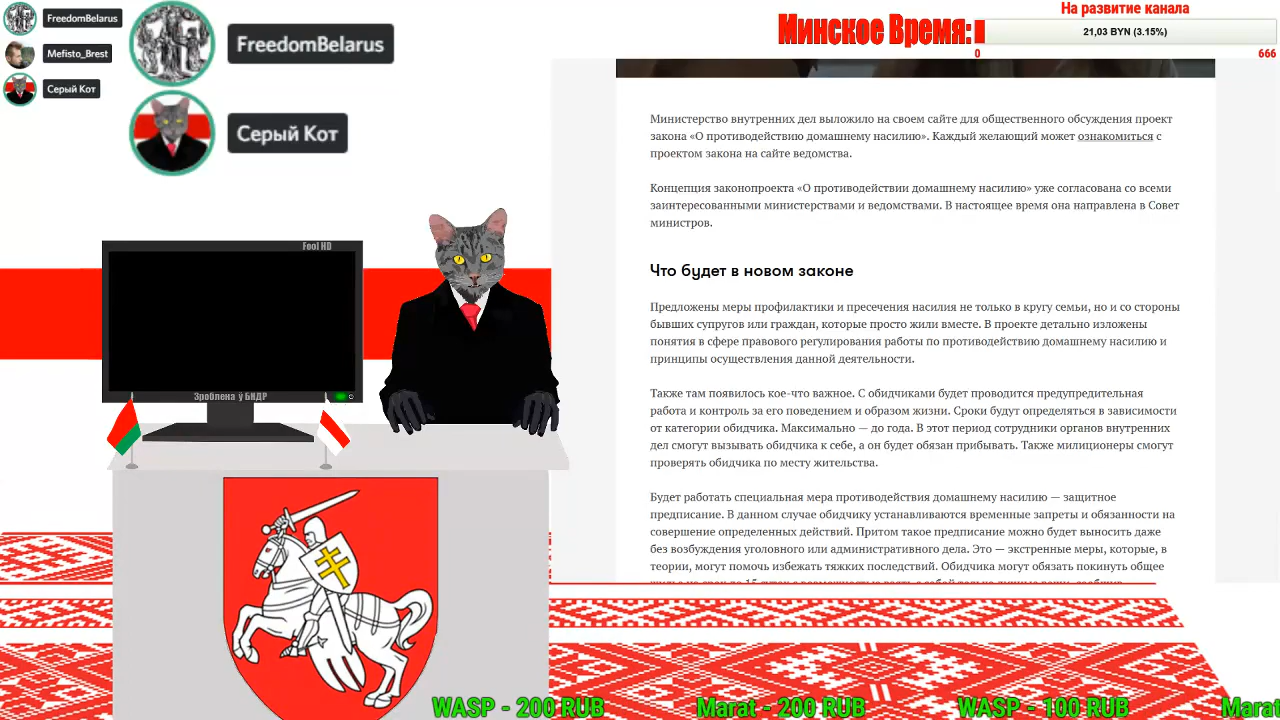 FreedomBelarus
Mefisto_Brest
Серый Кот
FreedomBelarus
Серый Кот
На развитие канала
Минское Время:
21,03 BYN (3.15%)
0
666
Министерство внутренних дел выложило на своем сайте для общественного обсуждения проект
закона «О противодействию домашнему насилию». Каждый желающий может ознакомиться с
проектом закона на сайте ведомства.
Концепция законопроекта «О противодействии домашнему насилию» уже согласована со всеми
заинтересованными министерствами и ведомствами. В настоящее время она направлена в Совет
министров.
Что будет в новом законе
Предложены меры профилактики и пресечения насилия не только в кругу семьи, но и со стороны
бывших супругов или граждан, которые просто жили вместе. В проекте детально изложены
понятия в сфере правового регулирования работы по противодействию домашнему насилию и
принципы осуществления данной деятельности.
Также там появилось кое-что важное. С обидчиками будет проводится предупредительная
работа и контроль за его поведением и образом жизни. Сроки будут определяться в зависимости
от категории обидчика. Максимально — до года. В этот период сотрудники органов внутренних
дел смогут вызывать обидчика к себе, а он будет обязан прибывать. Также милиционеры смогут
проверять обидчика по месту жительства.
Будет работать специальная мера противодействия домашнему насилию — защитное
предписание. В данном случае обидчику устанавливаются временные запреты и обязанности на
совершение определенных действий. Притом такое предписание можно будет выносить даже
без возбуждения уголовного или административного дела. Это — экстренные меры, которые, в
теории, могут помочь избежать тяжких последствий. Обидчика могут обязать покинуть общее
Fool HD
Зроблена ў БНДР
WASP - 200 RUB Marat - 200 RUB WASP - 100 RUB Marat